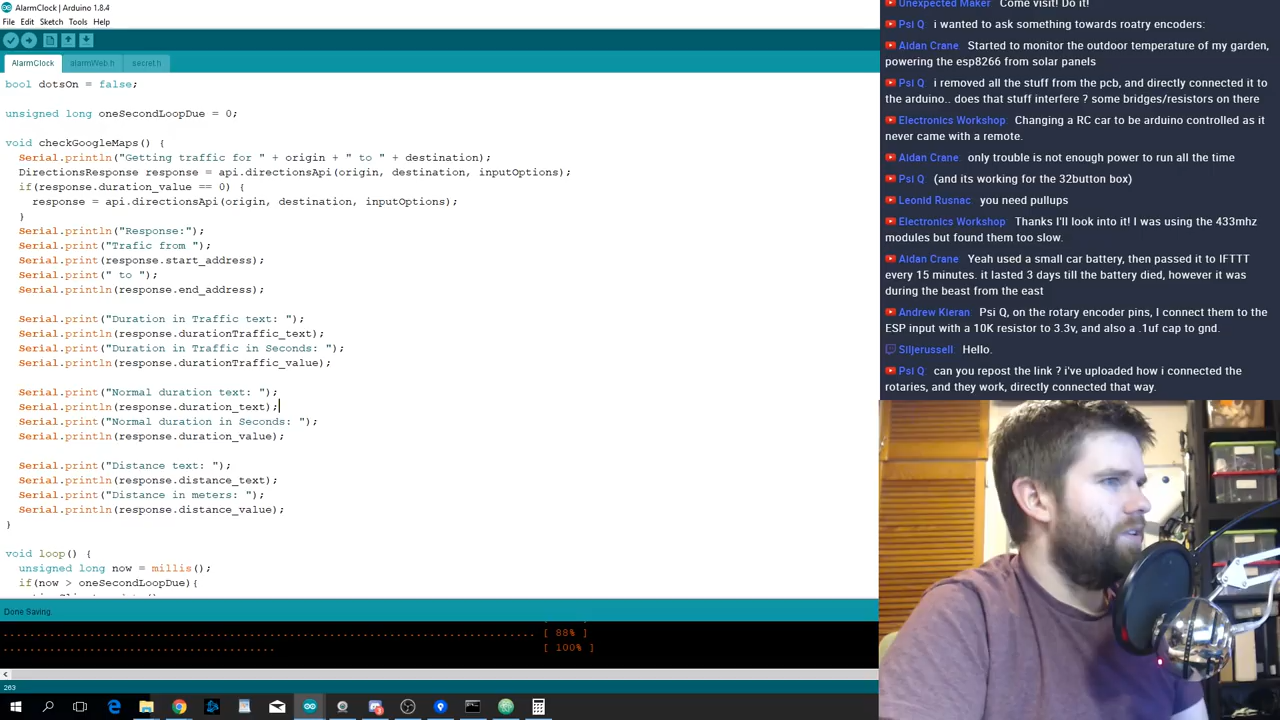 AlarmClock | Arduino 1.8.4
File Edit Sketch Tools Help
AlarmClock alarmWeb.h secret.h
bool dotsOn = false;
unsigned long oneSecondLoopDue = 0;
void checkGoogleMaps() {
Serial.println("Getting traffic for " + origin + " to " + destination);
DirectionsResponse response = api.directionsApi(origin, destination, inputOptions);
if(response.duration_value == 0) {
response = api.directionsApi(origin, destination, inputOptions);
}
Serial.println("Response:");
Serial.print("Trafic from ");
Serial.print(response.start_address);
Serial.print(" to ");
Serial.println(response.end_address);
Serial.print("Duration in Traffic text: ");
Serial.println(response.durationTraffic_text);
Serial.print("Duration in Traffic in Seconds: ");
Serial.println(response.durationTraffic_value);
Serial.print("Normal duration text: ");
Serial.println(response.duration_text);
Serial.print("Normal duration in Seconds: ");
Serial.println(response.duration_value);
Serial.print("Distance text: ");
Serial.println(response.distance_text);
Serial.print("Distance in meters: ");
Serial.println(response.distance_value);
}
void loop() {
unsigned long now = millis();
if(now > oneSecondLoopDue){
Done Saving.
[ 88% ]
[ 100% ]
263
Unexpected Maker Come visit! Do it!
Psi Q i wanted to ask something towards roatry encoders:
Aidan Crane Started to monitor the outdoor temperature of my garden,
powering the esp8266 from solar panels
Psi Q i removed all the stuff from the pcb, and directly connected it to
the arduino.. does that stuff interfere ? some bridges/resistors on there
Electronics Workshop Changing a RC car to be arduino controlled as it
never came with a remote.
Aidan Crane only trouble is not enough power to run all the time
Psi Q (and its working for the 32button box)
Leonid Rusnac you need pullups
Electronics Workshop Thanks I'll look into it! I was using the 433mhz
modules but found them too slow.
Aidan Crane Yeah used a small car battery, then passed it to IFTTT
every 15 minutes. it lasted 3 days till the battery died, however it was
during the beast from the east
Andrew Kieran Psi Q, on the rotary encoder pins, I connect them to the
ESP input with a 10K resistor to 3.3v, and also a .1uf cap to gnd.
Siljerussell Hello.
Psi Q can you repost the link ? i've uploaded how i connected the
rotaries, and they work, directly connected that way.